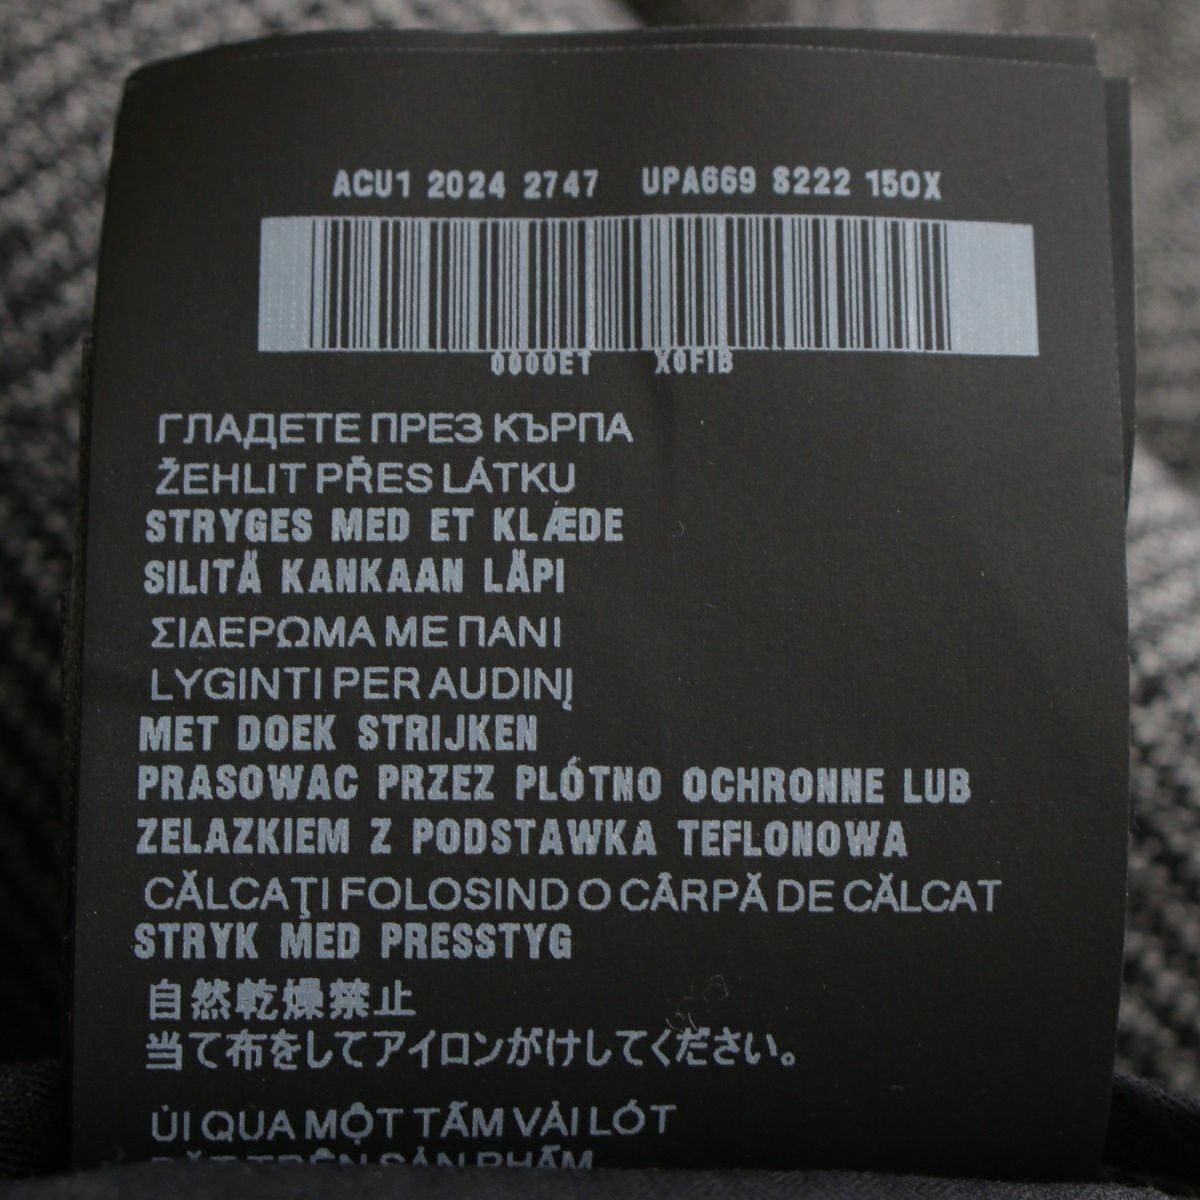 ACU1 2024 2747 UPA669 S222 150X
0000ET X0FIB
ГЛАДЕТЕ ПРЕЗ КЪРПА
ŽEHLIT PŘES LÁTKU
STRYGES MED ET KLÆDE
SILITÄ KANKAAN LÄPI
ΣΙΔΕΡΩΜΑ ΜΕ ΠΑΝΙ
LYGINTI PER AUDINĮ
MET DOEK STRIJKEN
PRASOWAC PRZEZ PLÓTNO OCHRONNE LUB
ZELAZKIEM Z PODSTAWKA TEFLONOWA
CĂLCAŢI FOLOSIND O CÂRPĂ DE CĂLCAT
STRYK MED PRESSTYG
自然乾燥禁止
当て布をしてアイロンがけしてください。
ỦI QUA MỘT TẤM VẢI LÓT
ĐẶT TRÊN SẢN PHẨM